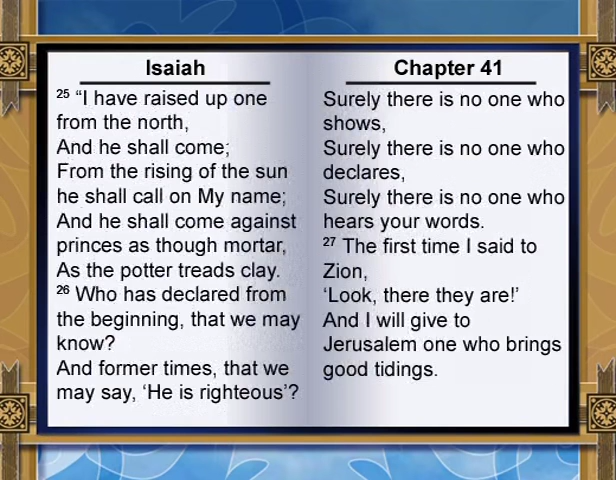 Isaiah
²⁵ “I have raised up one
from the north,
And he shall come;
From the rising of the sun
he shall call on My name;
And he shall come against
princes as though mortar,
As the potter treads clay.
²⁶ Who has declared from
the beginning, that we may
know?
And former times, that we
may say, ‘He is righteous’?
Chapter 41
Surely there is no one who
shows,
Surely there is no one who
declares,
Surely there is no one who
hears your words.
²⁷ The first time I said to
Zion,
‘Look, there they are!’
And I will give to
Jerusalem one who brings
good tidings.